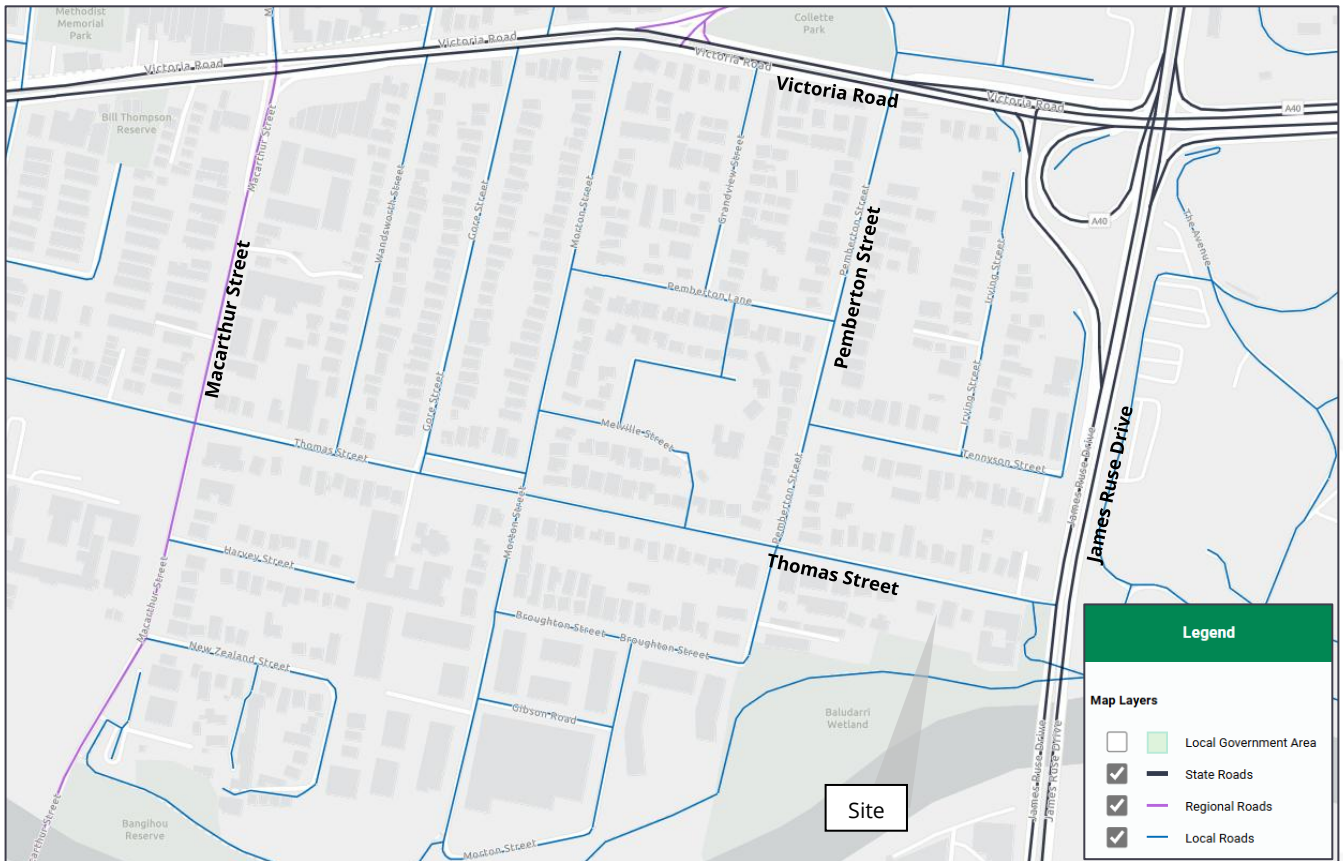 Methodist
Memorial
Park
M
Collette
Park
Victoria Road
Victoria Road
Victoria Road
Victoria Road
Victoria Road
A40
Bill Thompson
Reserve
Macarthur Street
Wandsworth Street
Gore Street
Morton Street
Grandview Street
Pemberton Street
Pemberton Street
Irving Street
A40
The Avenue
Macarthur Street
Pemberton Lane
Gore Street
Irving Street
Melville Street
Thomas Street
Tennyson Street
James Ruse Drive
James Ruse Drive
Pemberton Street
Morton Street
Harvey Street
Thomas Street
Macarthur Street
Broughton Street
Broughton Street
New Zealand Street
Gibson Road
Baludarri
Wetland
Site
James Ruse Drive
James Ruse Drive
Bangihou
Reserve
arthur Street
Morton Street
Legend
Map Layers
Local Government Area
State Roads
Regional Roads
Local Roads